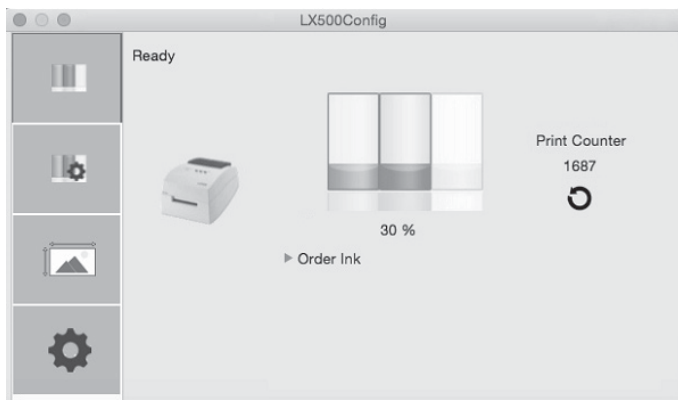 LX500Config
Ready
Print Counter
1687
30 %
Order Ink